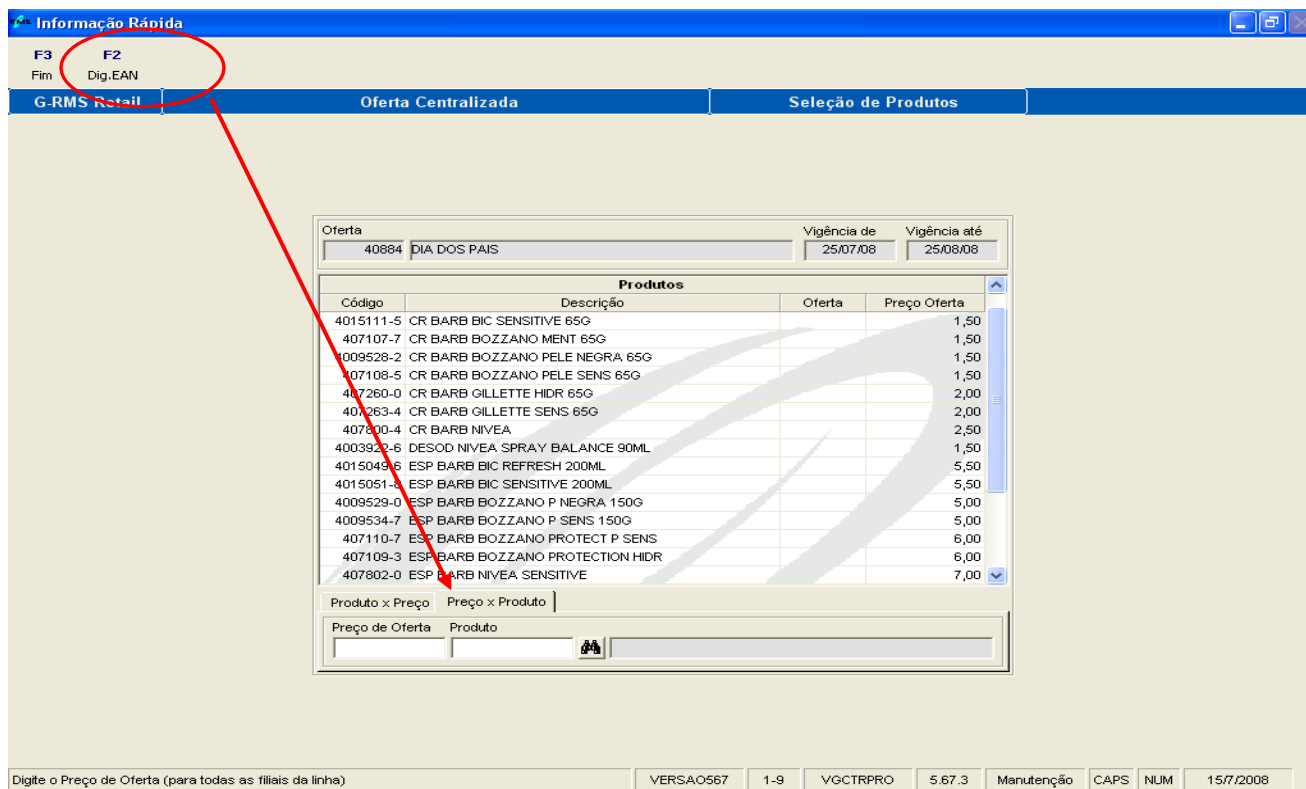 Informação Rápida
F3 F2
Fim Dig.EAN
G-RMS Retail Oferta Centralizada Seleção de Produtos
Oferta Vigência de Vigência até
40884 DIA DOS PAIS 25/07/08 25/08/08
Produtos
Código Descrição Oferta Preço Oferta
4015111-5 CR BARB BIC SENSITIVE 65G 1,50
407107-7 CR BARB BOZZANO MENT 65G 1,50
4009528-2 CR BARB BOZZANO PELE NEGRA 65G 1,50
407108-5 CR BARB BOZZANO PELE SENS 65G 1,50
407260-0 CR BARB GILLETTE HIDR 65G 2,00
407263-4 CR BARB GILLETTE SENS 65G 2,00
407800-4 CR BARB NIVEA 2,50
4003922-6 DESOD NIVEA SPRAY BALANCE 90ML 1,50
4015049-6 ESP BARB BIC REFRESH 200ML 5,50
4015051-8 ESP BARB BIC SENSITIVE 200ML 5,50
4009529-0 ESP BARB BOZZANO P NEGRA 150G 5,00
4009534-7 ESP BARB BOZZANO P SENS 150G 5,00
407110-7 ESP BARB BOZZANO PROTECT P SENS 6,00
407109-3 ESP BARB BOZZANO PROTECTION HIDR 6,00
407802-0 ESP BARB NIVEA SENSITIVE 7,00
Produto x Preço Preço x Produto
Preço de Oferta Produto
Digite o Preço de Oferta (para todas as filiais da linha) VERSAO567 1-9 VGCTRPRO 5.67.3 Manutenção CAPS NUM 15/7/2008